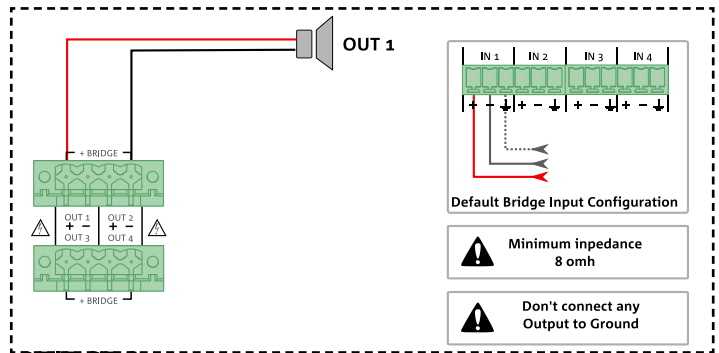 OUT 1
+ BRIDGE
OUT 1 OUT 2
+ - + -
OUT 3 OUT 4
+ BRIDGE
IN 1 IN 2 IN 3 IN 4
+ - + - + - + -
Default Bridge Input Configuration
Minimum inpedance
8 omh
Don't connect any
Output to Ground